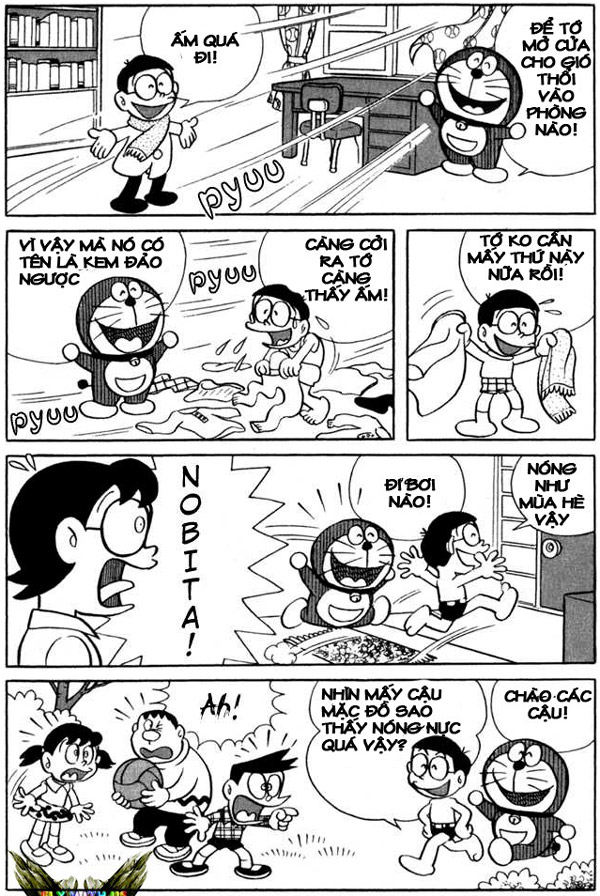 ẤM QUÁ
ĐI!
ĐỂ TỚ
MỞ CỬA
CHO GIÓ
THỔI
VÀO
PHÒNG
NÀO!
PYUU
VÌ VẬY MÀ NÓ CÓ
TÊN LÀ KEM ĐẢO
NGƯỢC
PYUU
CÀNG CỞI
RA TỚ
CÀNG
THẤY ẤM!
PYUU
TỚ KO CẦN
MẤY THỨ NÀY
NỮA RỒI!
NOBITA!
ĐI BƠI
NÀO!
NÓNG
NHƯ
MÙA HÈ
VẬY
Ah!
NHÌN MẤY CẬU
MẶC ĐỒ SAO
THẤY NÓNG NỰC
QUÁ VẬY?
CHÀO CÁC
CẬU!